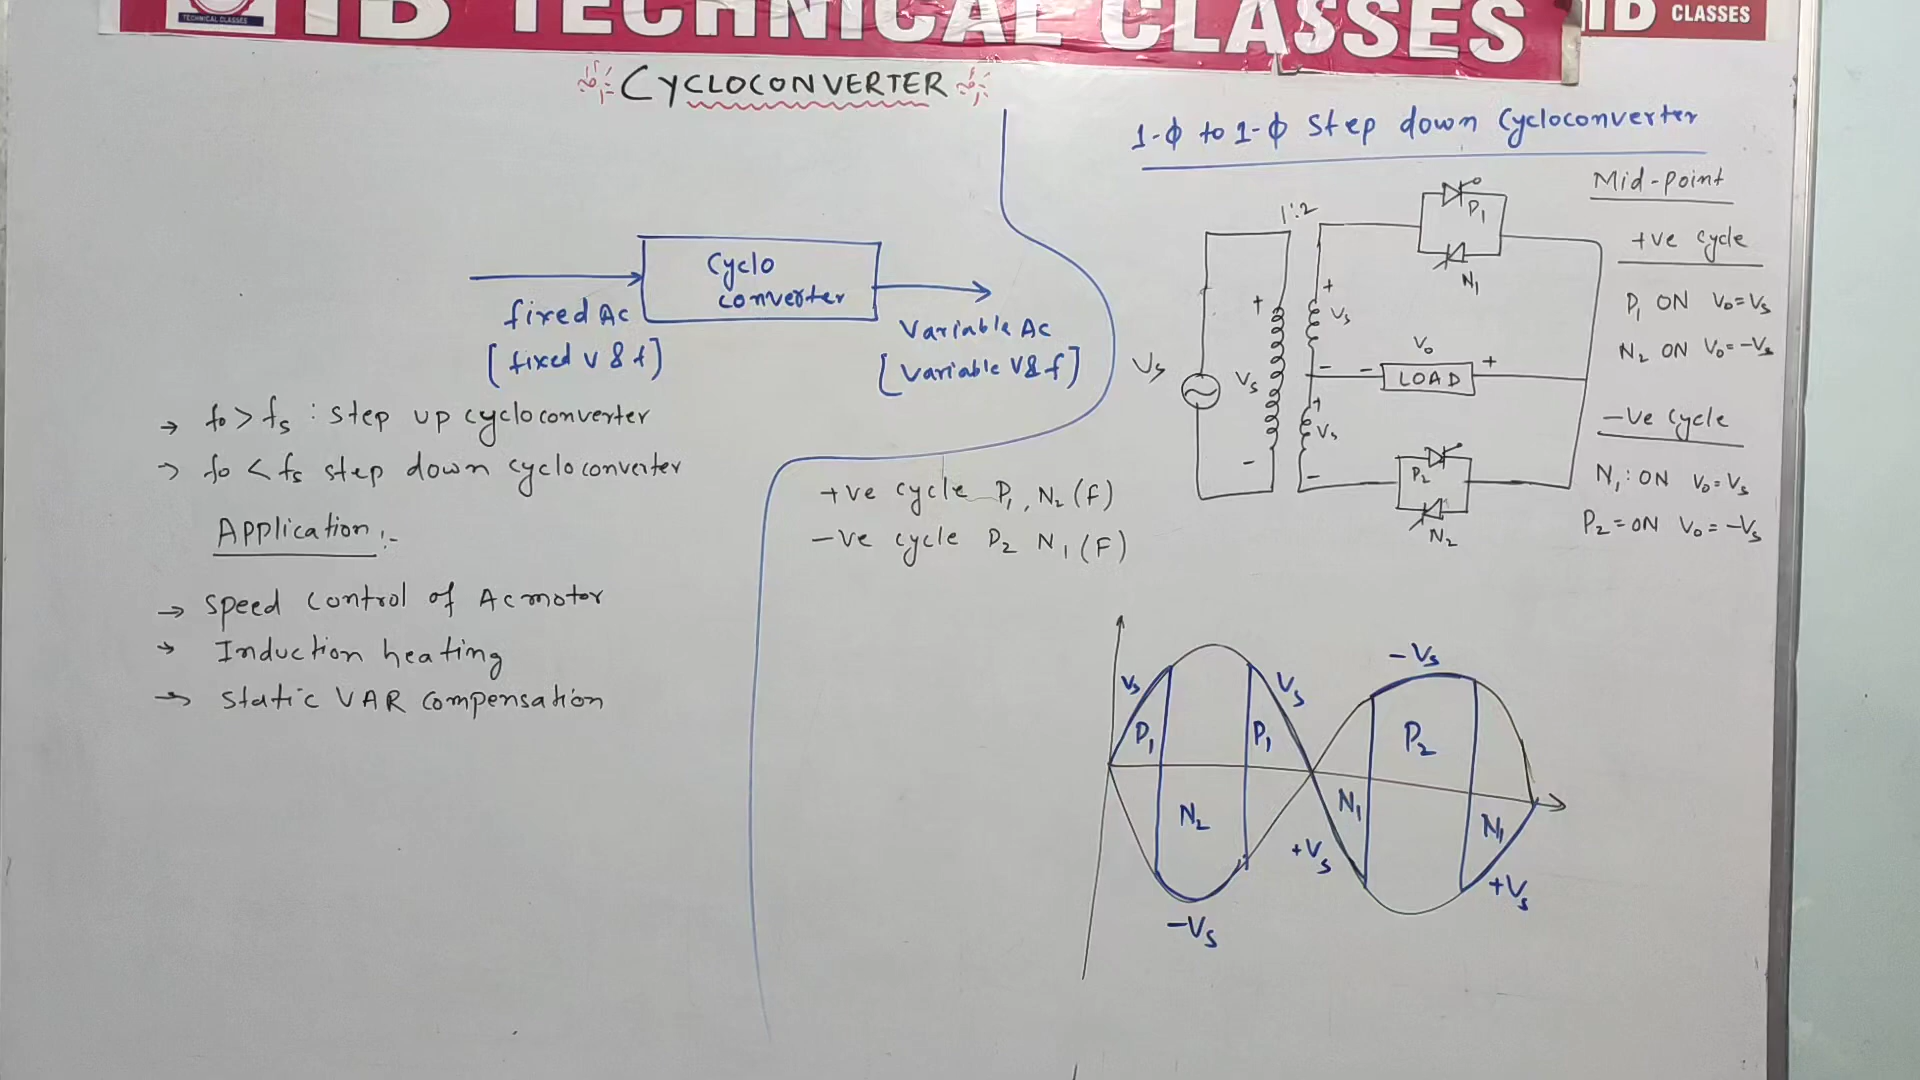 TECHNICAL CLASSES
IB TECHNICAL CLASSES
IB CLASSES
CYCLOCONVERTER
fixed AC
[fixed V & f]
Cyclo
converter
Variable AC
[Variable V & f]
→ fo > fs : step up cycloconverter
→ fo < fs step down cycloconverter
Application :-
→ Speed control of AC motor
→ Induction heating
→ Static VAR compensation
+ve cycle P1, N2 (F)
-ve cycle P2 N1 (F)
1-ϕ to 1-ϕ Step down Cycloconverter
Mid-point
+ve cycle
P1 ON Vo=Vs
N2 ON Vo=-Vs
-ve cycle
N1: ON Vo=Vs
P2=ON Vo=-Vs
1:2
P1
N1
+
+
Vs
Vs
Vs
-
-
Vo
LOAD
+
+
Vs
-
-
P2
N2
Vs
P1
P1
Vs
N2
-Vs
-Vs
P2
N1
N1
+Vs
+Vs